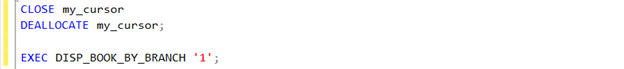 CLOSE my_cursor
DEALLOCATE my_cursor;
EXEC DISP_BOOK_BY_BRANCH '1';